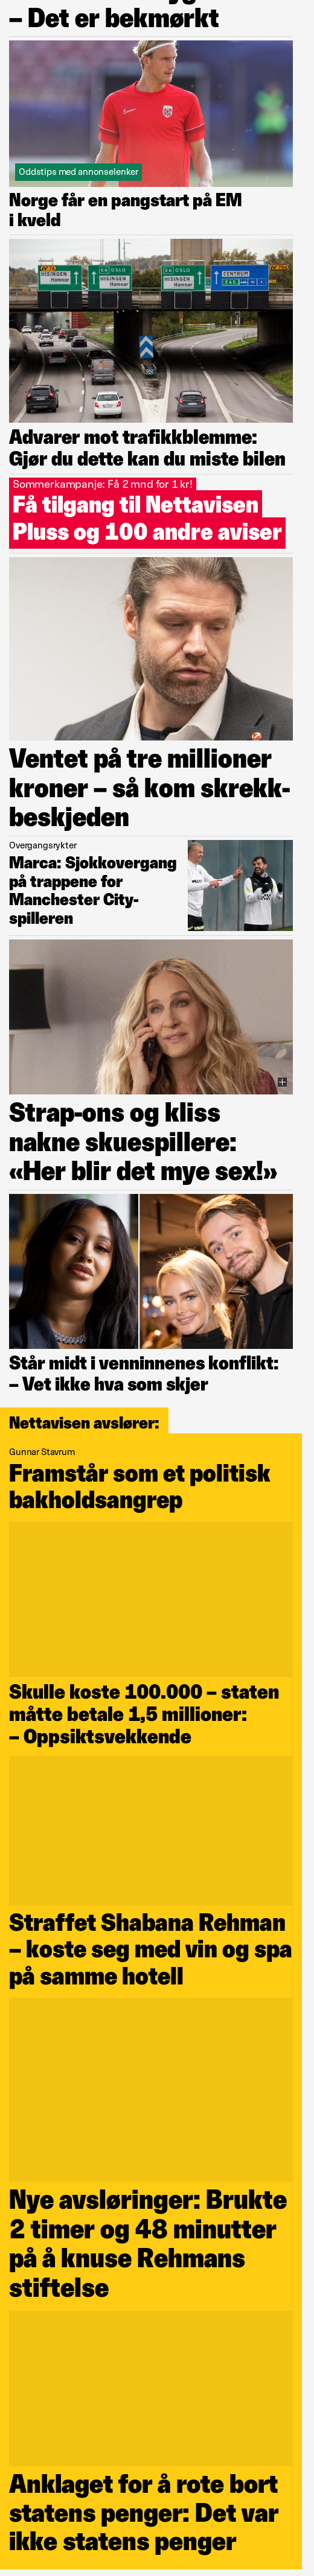 – Det er bekmørkt
Oddstips med annonselenker
Norge får en pangstart på EM
i kveld
HISINGEN
Hamnar
E6 OSLO
HISINGEN
Hamnar
E6 OSLO
HISINGEN
Hamnar
CENTRUM
E45
Advarer mot trafikkblemme:
Gjør du dette kan du miste bilen
Sommerkampanje: Få 2 mnd for 1 kr!
Få tilgang til Nettavisen
Pluss og 100 andre aviser
Ventet på tre millioner
kroner – så kom skrekk-
beskjeden
Overgangsrykter
Marca: Sjokkovergang
på trappene for
Manchester City-
spilleren
Strap-ons og kliss
nakne skuespillere:
«Her blir det mye sex!»
Står midt i venninnenes konflikt:
– Vet ikke hva som skjer
Nettavisen avslører:
Gunnar Stavrum
Framstår som et politisk
bakholdsangrep
Skulle koste 100.000 – staten
måtte betale 1,5 millioner:
– Oppsiktsvekkende
Straffet Shabana Rehman
– koste seg med vin og spa
på samme hotell
Nye avsløringer: Brukte
2 timer og 48 minutter
på å knuse Rehmans
stiftelse
Anklaget for å rote bort
statens penger: Det var
ikke statens penger